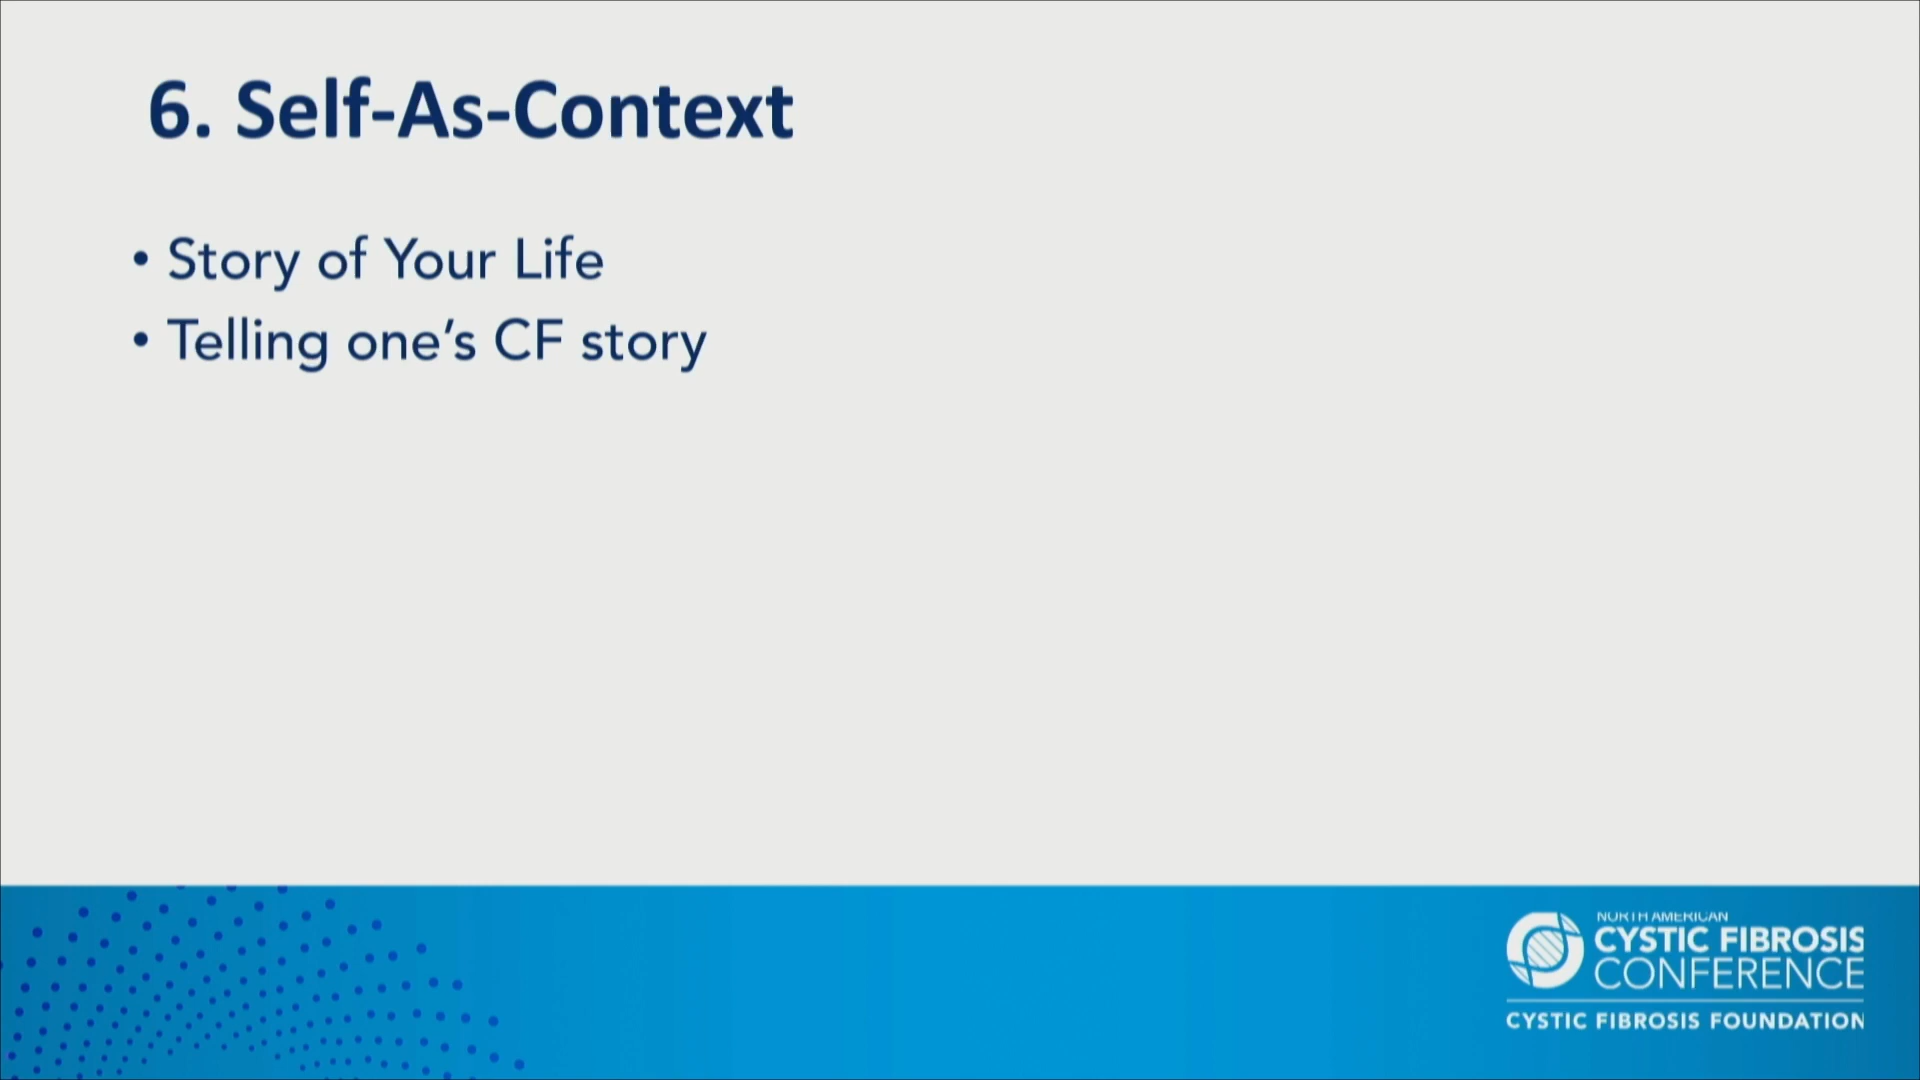 6. Self-As-Context
• Story of Your Life
• Telling one’s CF story
NORTH AMERICAN
CYSTIC FIBROSIS
CONFERENCE
CYSTIC FIBROSIS FOUNDATION